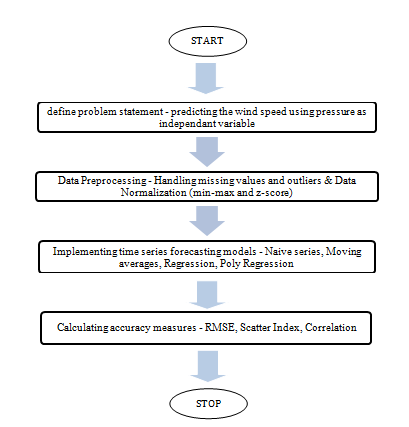 START
define problem statement - predicting the wind speed using pressure as
independant variable
Data Preprocessing - Handling missing values and outliers & Data
Normalization (min-max and z-score)
Implementing time series forecasting models - Naive series, Moving
averages, Regression, Poly Regression
Calculating accuracy measures - RMSE, Scatter Index, Correlation
STOP